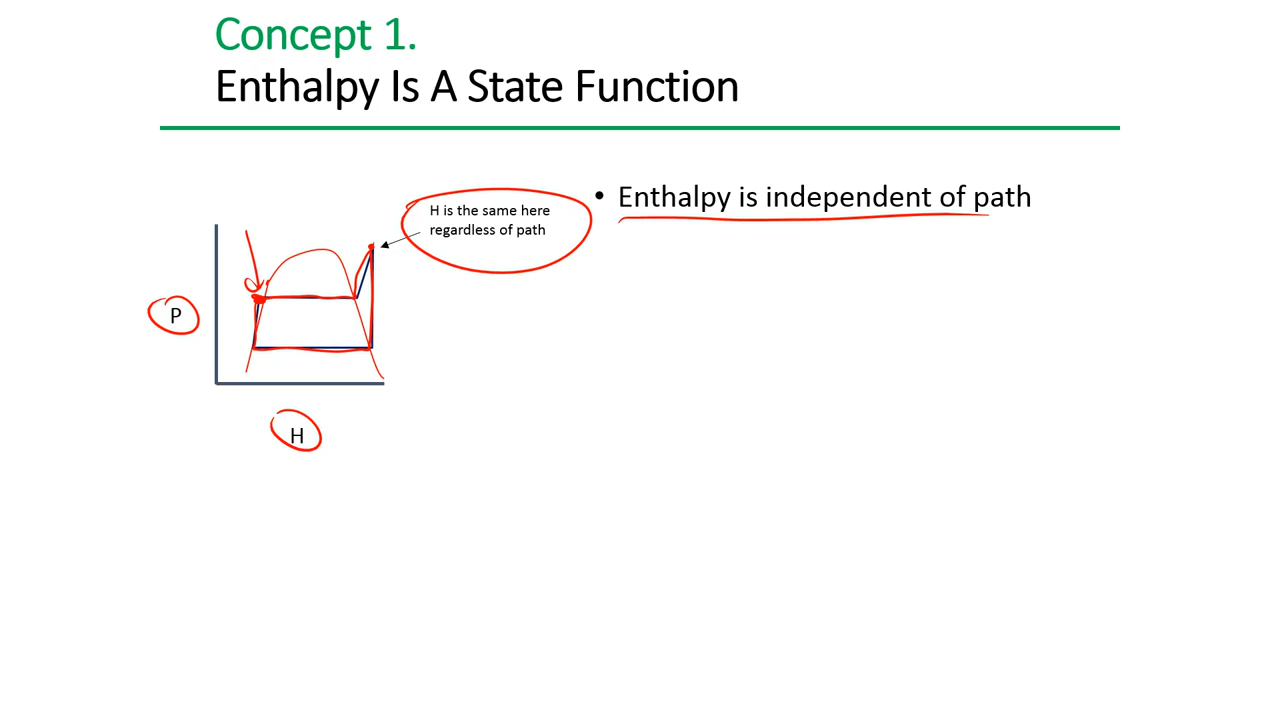 Concept 1.
Enthalpy Is A State Function
H is the same here
regardless of path
• Enthalpy is independent of path
P
H